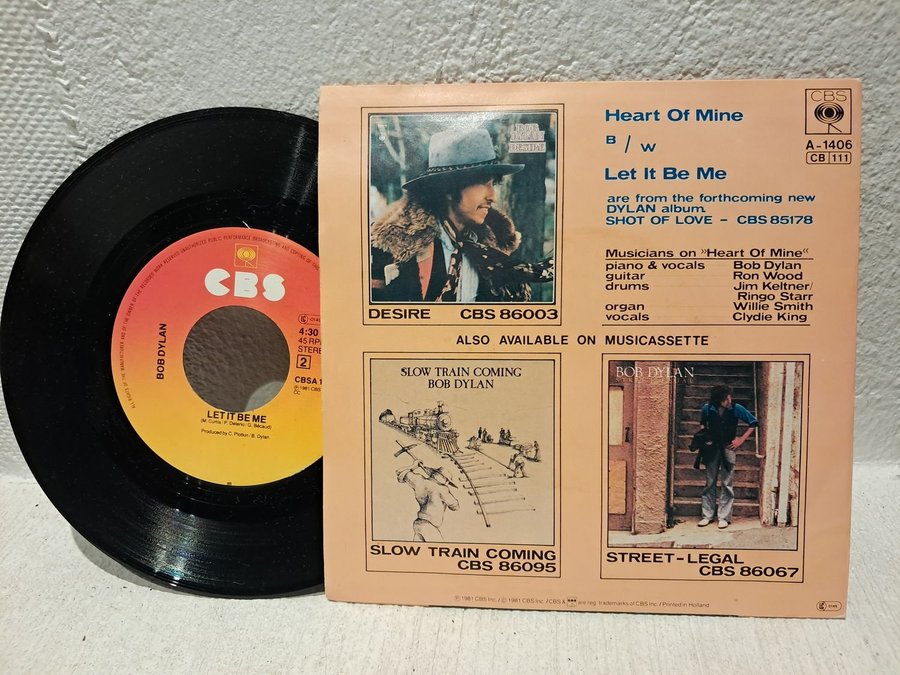 CBS
BOB DYLAN
4:30
45 RPM
STERE
2
CBSA 1
℗ 1981 CBS
LET IT BE ME
(M. Curtis / P. Delano / G. Bécaud)
Produced by C. Plotkin / B. Dylan
DESIRE
DESIRE CBS 86003
Heart Of Mine
B / W
Let It Be Me
are from the forthcoming new
DYLAN album.
SHOT OF LOVE - CBS 85178
CBS
A-1406
CB 111
Musicians on »Heart Of Mine«
piano & vocals Bob Dylan
guitar Ron Wood
drums Jim Keltner/
Ringo Starr
organ Willie Smith
vocals Clydie King
ALSO AVAILABLE ON MUSICASSETTE
SLOW TRAIN COMING
BOB DYLAN
SLOW TRAIN COMING
CBS 86095
BOB DYLAN
STREET-LEGAL
CBS 86067
℗ 1981 CBS Inc. / © 1981 CBS Inc. / CBS & are reg. trademarks of CBS Inc. / Printed in Holland